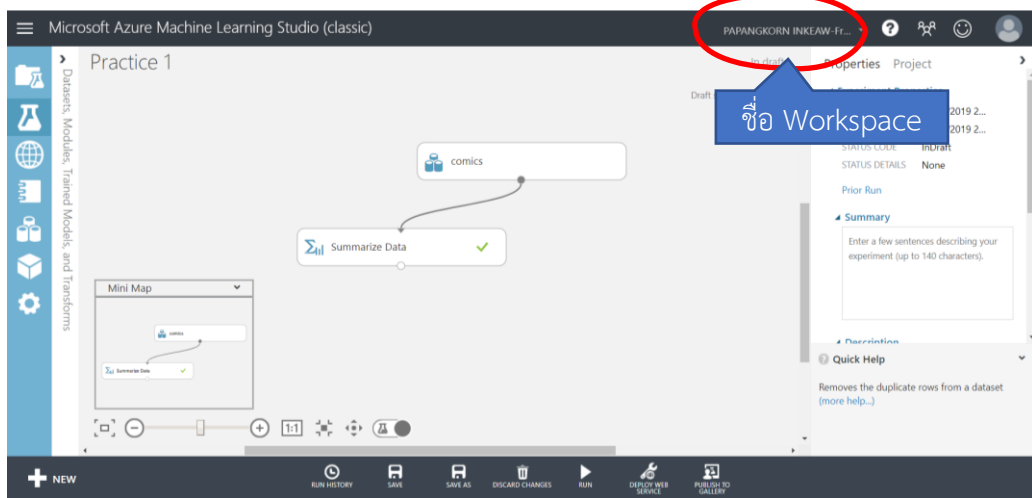 Microsoft Azure Machine Learning Studio (classic)
PAPANGKORN INKEAW-Fr...
?
Datasets, Modules, Trained Models, and Transforms
Practice 1
In draft
Draft
Properties Project
ชื่อ Workspace
2019 2...
2019 2...
STATUS CODE InDraft
STATUS DETAILS None
Prior Run
Summary
Enter a few sentences describing your
experiment (up to 140 characters).
Description
Quick Help
Removes the duplicate rows from a dataset
(more help...)
comics
Summarize Data
Mini Map
comics
Summarize Data
1:1
NEW
RUN HISTORY
SAVE
SAVE AS
DISCARD CHANGES
RUN
DEPLOY WEB
SERVICE
PUBLISH TO
GALLERY